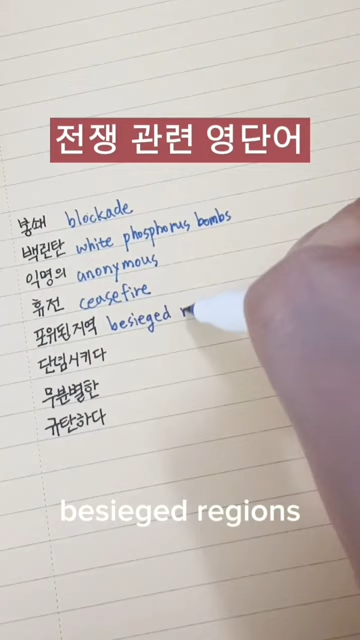 전쟁 관련 영단어
봉쇄 blockade
백린탄 white phosphorus bombs
익명의 anonymous
휴전 ceasefire
포위된 지역 besieged r
단념시키다
무분별한
규탄하다
besieged regions